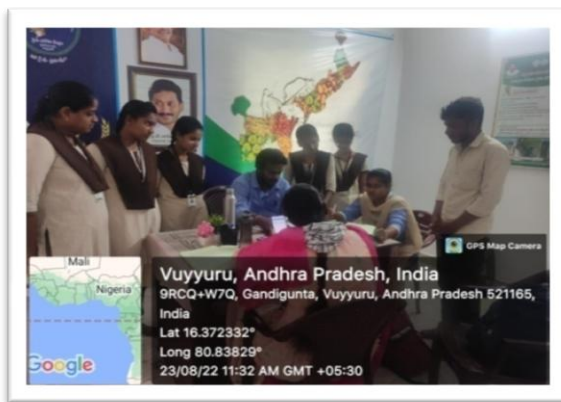 GPS Map Camera
Mali
Nigeria
Google
Vuyyuru, Andhra Pradesh, India
9RCQ+W7Q, Gandigunta, Vuyyuru, Andhra Pradesh 521165,
India
Lat 16.372332°
Long 80.83829°
23/08/22 11:32 AM GMT +05:30